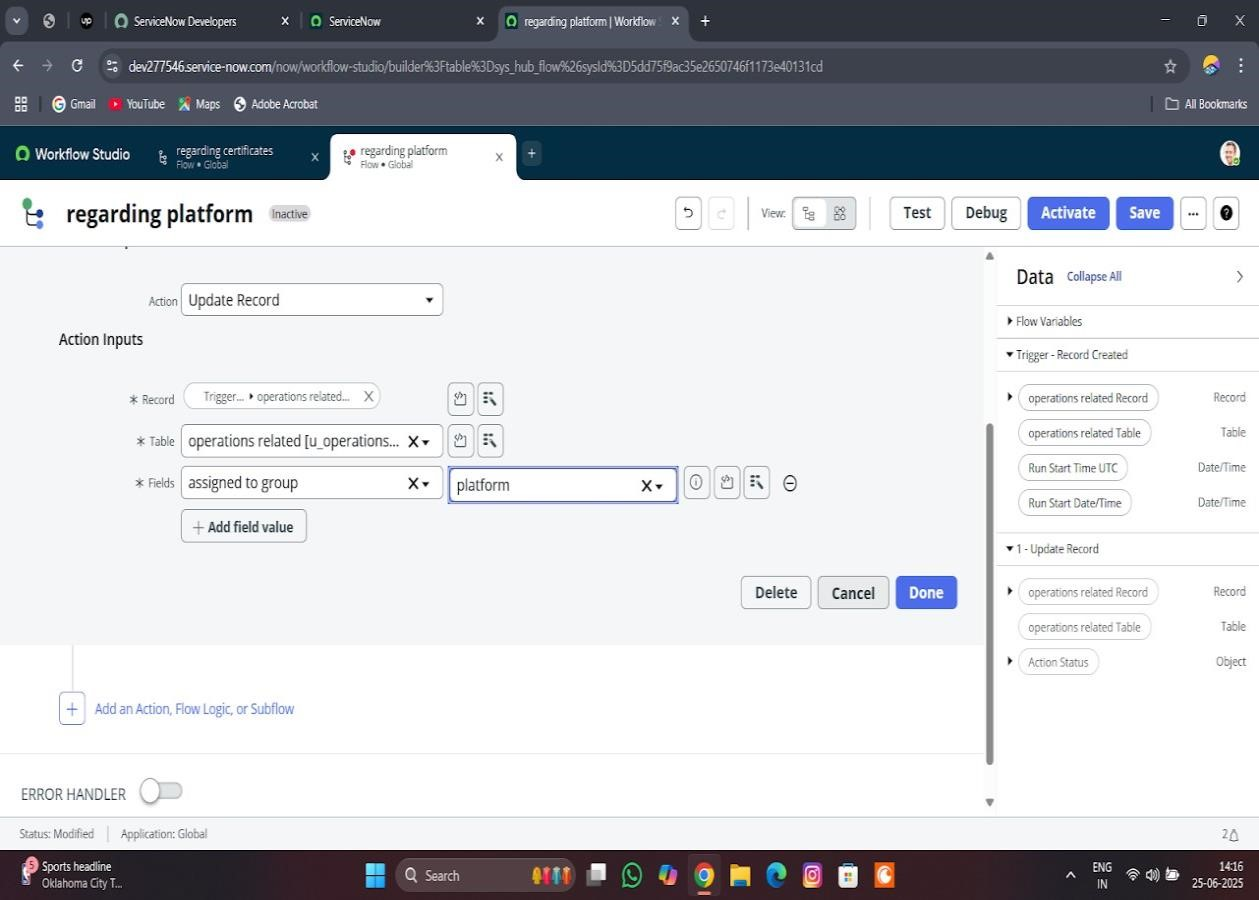 ServiceNow Developers
ServiceNow
regarding platform | Workflow S
dev277546.service-now.com/now/workflow-studio/builder%3Ftable%3Dsys_hub_flow%26sysId%3D5dd75f9ac35e2650746f1173e40131cd
Gmail
YouTube
Maps
Adobe Acrobat
All Bookmarks
Workflow Studio
regarding certificates
Flow • Global
regarding platform
Flow • Global
regarding platform
Inactive
View:
Test
Debug
Activate
Save
Action
Update Record
Action Inputs
* Record
Trigger... ▸ operations related...
* Table
operations related [u_operations...
* Fields
assigned to group
platform
+ Add field value
Delete
Cancel
Done
Add an Action, Flow Logic, or Subflow
ERROR HANDLER
Data
Collapse All
Flow Variables
Trigger - Record Created
operations related Record
Record
operations related Table
Table
Run Start Time UTC
Date/Time
Run Start Date/Time
Date/Time
1 - Update Record
operations related Record
Record
operations related Table
Table
Action Status
Object
Status: Modified
Application: Global
2
5
Sports headline
Oklahoma City T...
Search
ENG
IN
14:16
25-06-2025